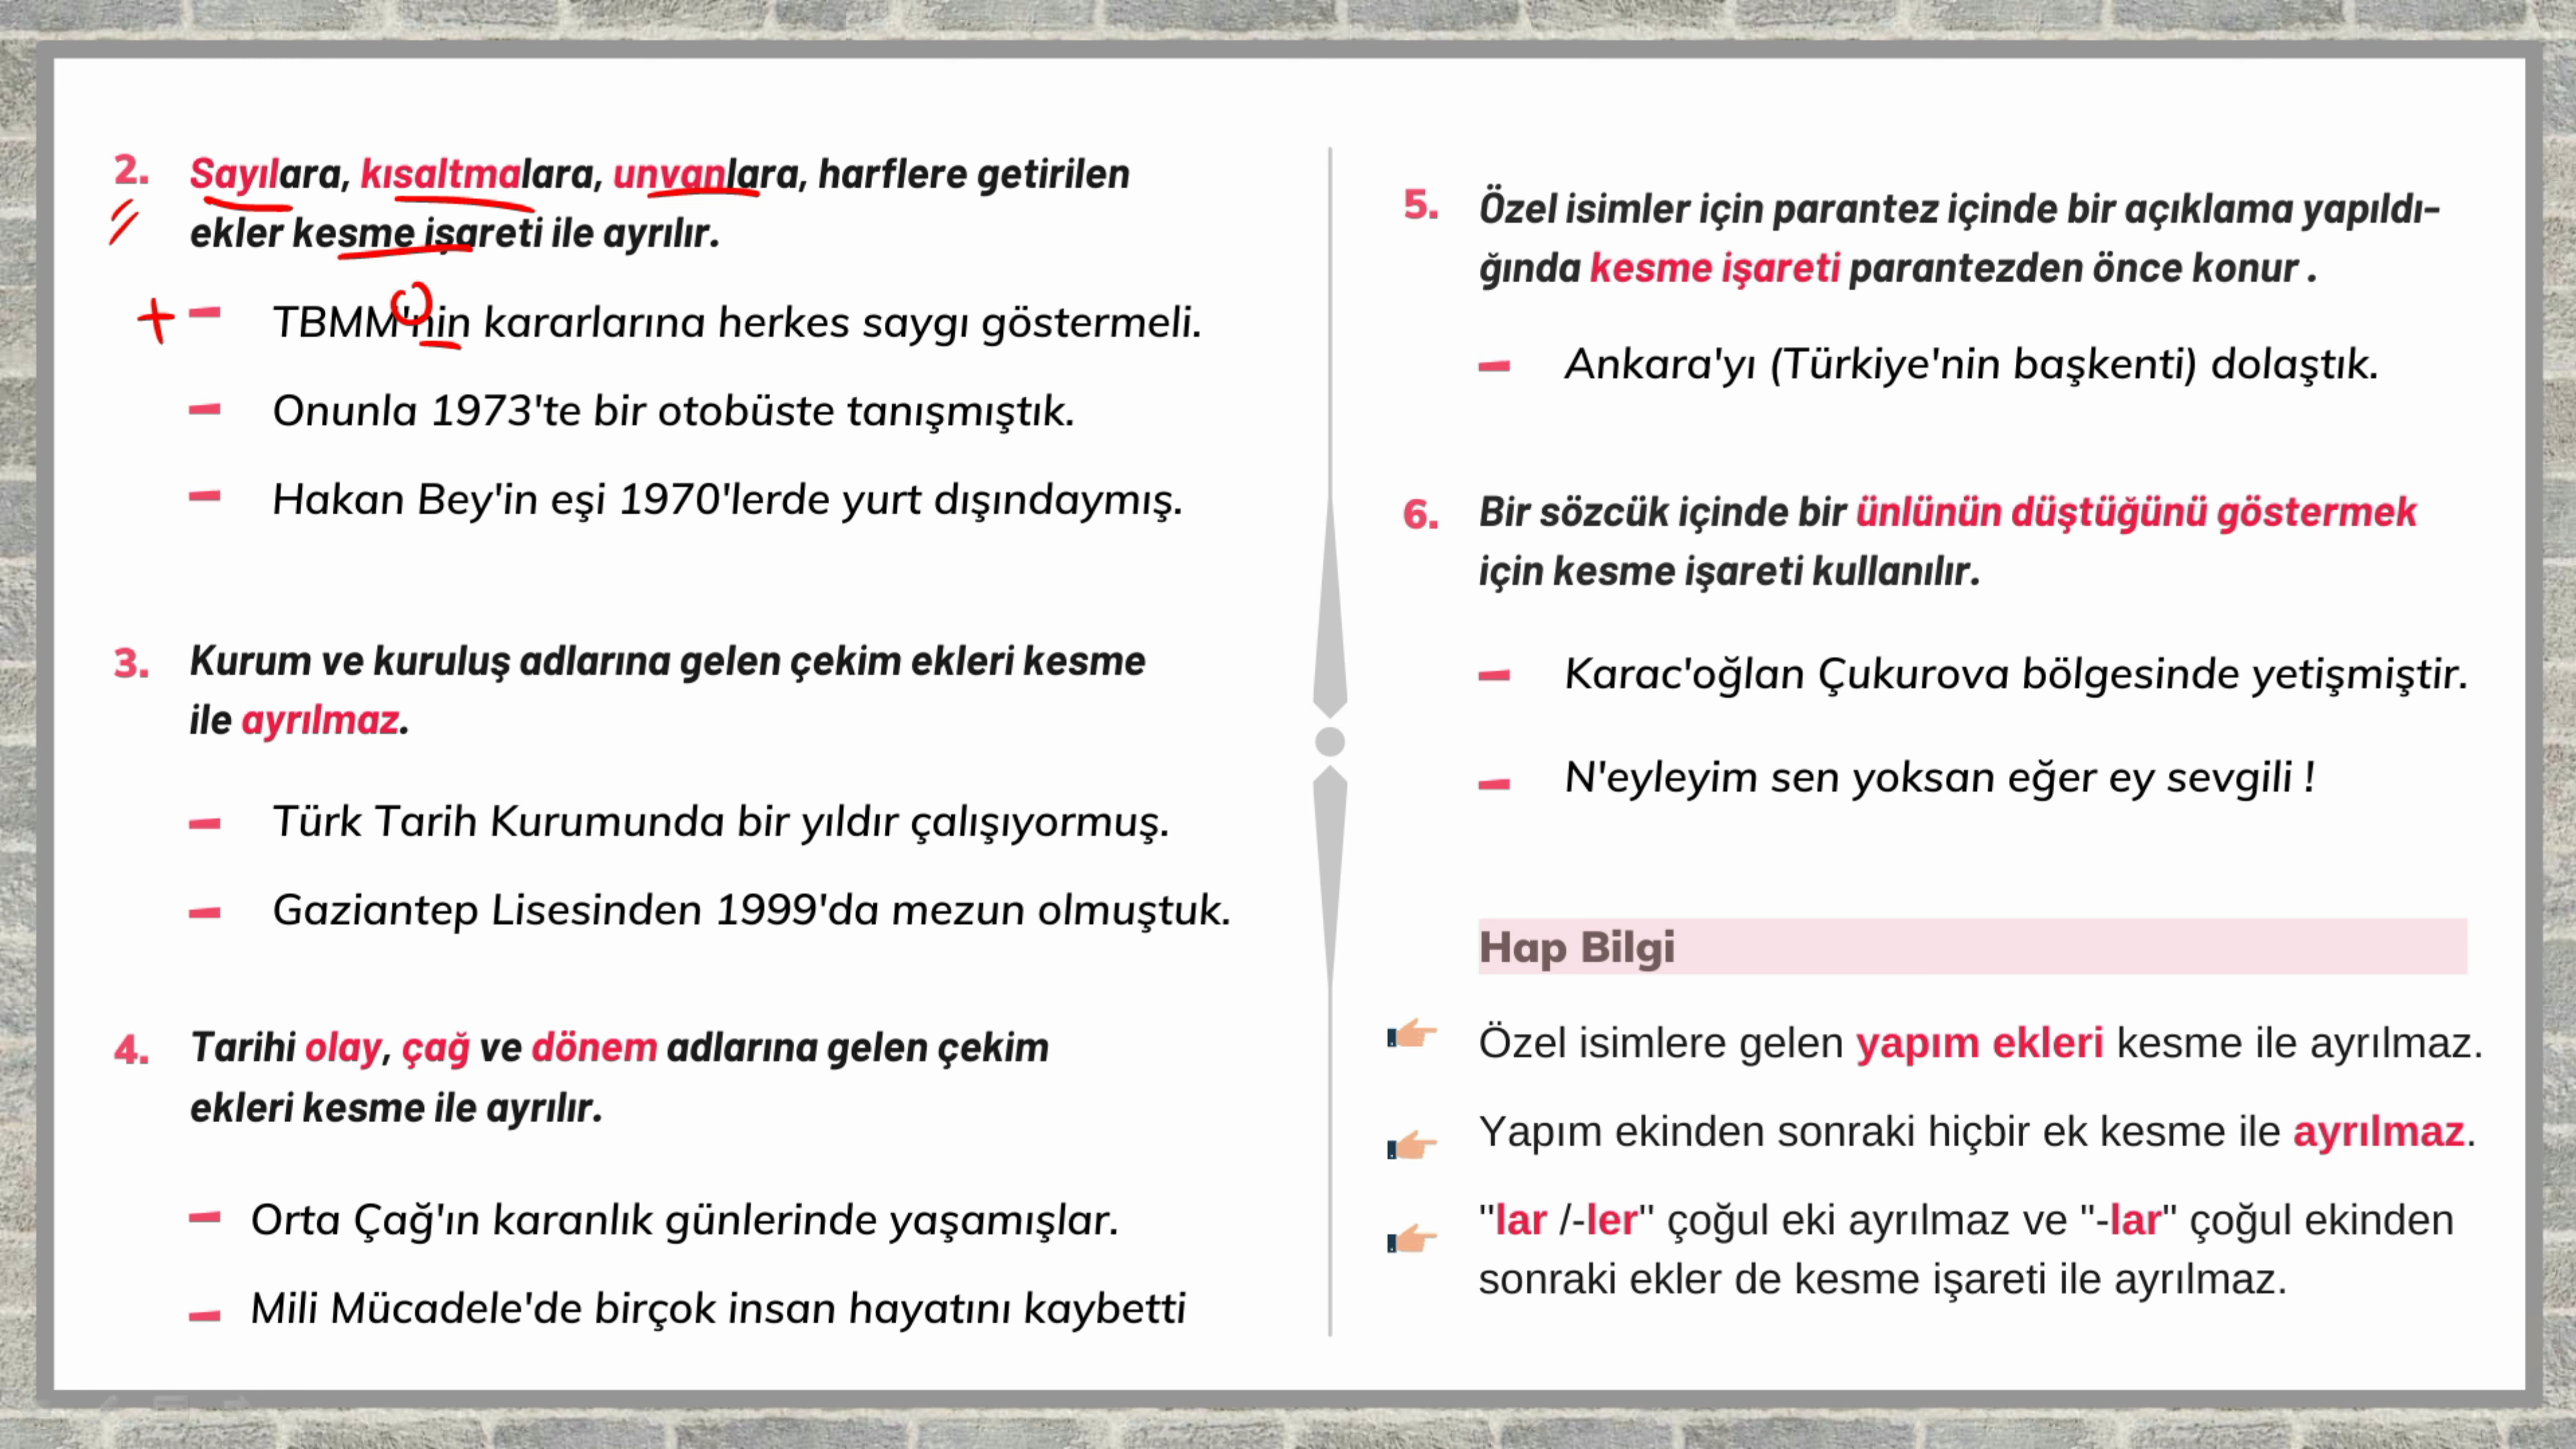 2. Sayılara, kısaltmalara, unvanlara, harflere getirilen
ekler kesme işareti ile ayrılır.
TBMM'nin kararlarına herkes saygı göstermeli.
Onunla 1973'te bir otobüste tanışmıştık.
Hakan Bey'in eşi 1970'lerde yurt dışındaymış.
3. Kurum ve kuruluş adlarına gelen çekim ekleri kesme
ile ayrılmaz.
Türk Tarih Kurumunda bir yıldır çalışıyormuş.
Gaziantep Lisesinden 1999'da mezun olmuştuk.
4. Tarihi olay, çağ ve dönem adlarına gelen çekim
ekleri kesme ile ayrılır.
Orta Çağ'ın karanlık günlerinde yaşamışlar.
Mili Mücadele'de birçok insan hayatını kaybetti
5. Özel isimler için parantez içinde bir açıklama yapıldı-
ğında kesme işareti parantezden önce konur .
Ankara'yı (Türkiye'nin başkenti) dolaştık.
6. Bir sözcük içinde bir ünlünün düştüğünü göstermek
için kesme işareti kullanılır.
Karac'oğlan Çukurova bölgesinde yetişmiştir.
N'eyleyim sen yoksan eğer ey sevgili !
Hap Bilgi
Özel isimlere gelen yapım ekleri kesme ile ayrılmaz.
Yapım ekinden sonraki hiçbir ek kesme ile ayrılmaz.
"lar /-ler" çoğul eki ayrılmaz ve "-lar" çoğul ekinden
sonraki ekler de kesme işareti ile ayrılmaz.